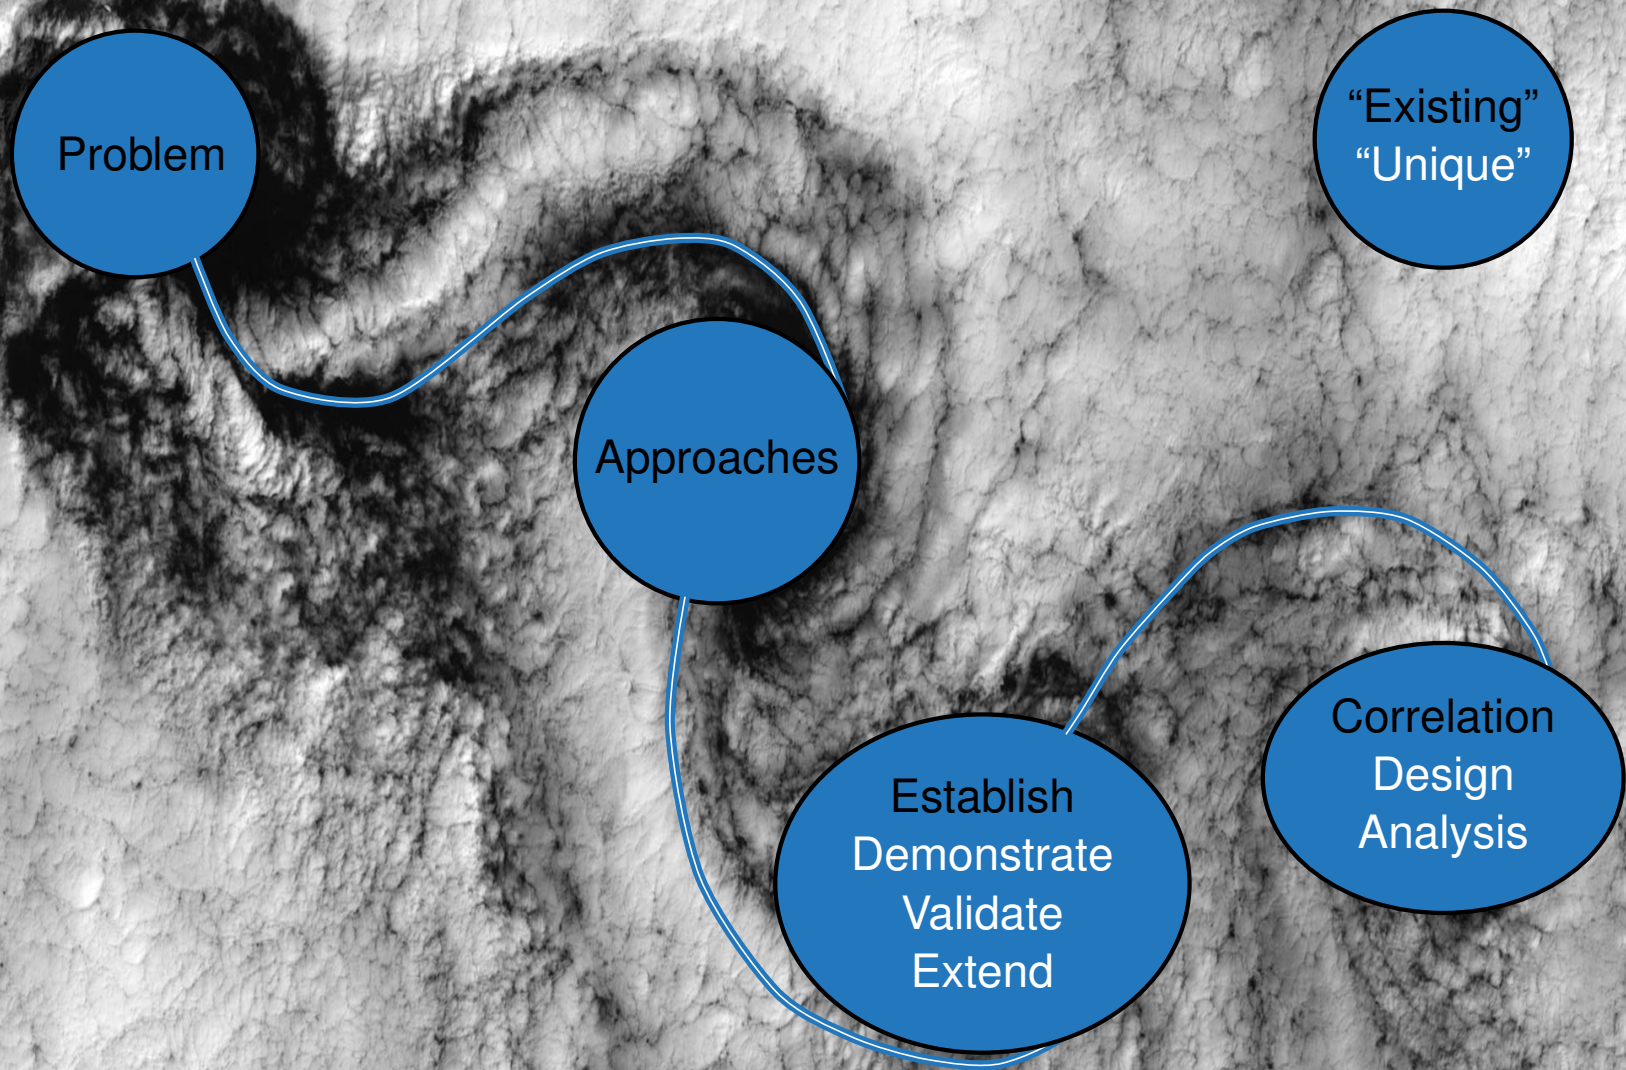 Problem
“Existing”
“Unique”
Approaches
Establish
Demonstrate
Validate
Extend
Correlation
Design
Analysis